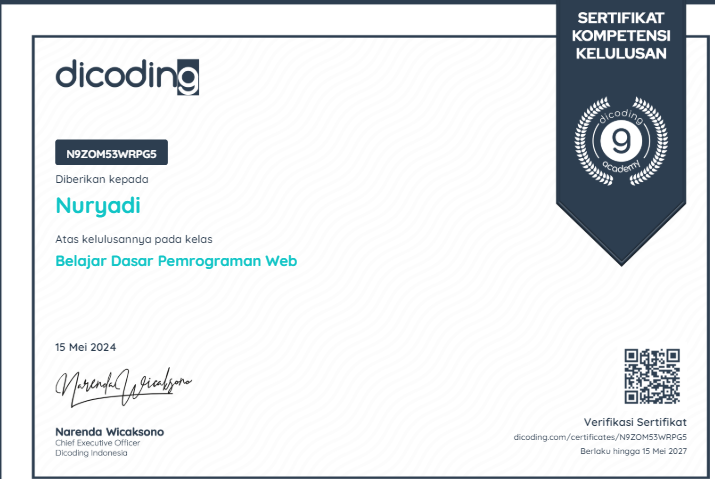 SERTIFIKAT
KOMPETENSI
KELULUSAN
dicoding
dicoding
9
academy
N9ZOM53WRPG5
Diberikan kepada
Nuryadi
Atas kelulusannya pada kelas
Belajar Dasar Pemrograman Web
15 Mei 2024
Narenda Wicaksono
Narenda Wicaksono
Chief Executive Officer
Dicoding Indonesia
Verifikasi Sertifikat
dicoding.com/certificates/N9ZOM53WRPG5
Berlaku hingga 15 Mei 2027